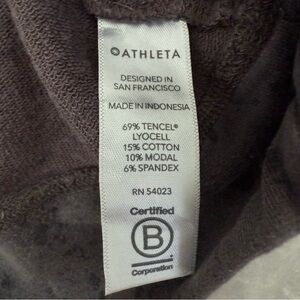 ATHLETA
DESIGNED IN
SAN FRANCISCO
MADE IN INDONESIA
69% TENCEL®
LYOCELL
15% COTTON
10% MODAL
6% SPANDEX
RN 54023
Certified
B
Corporation